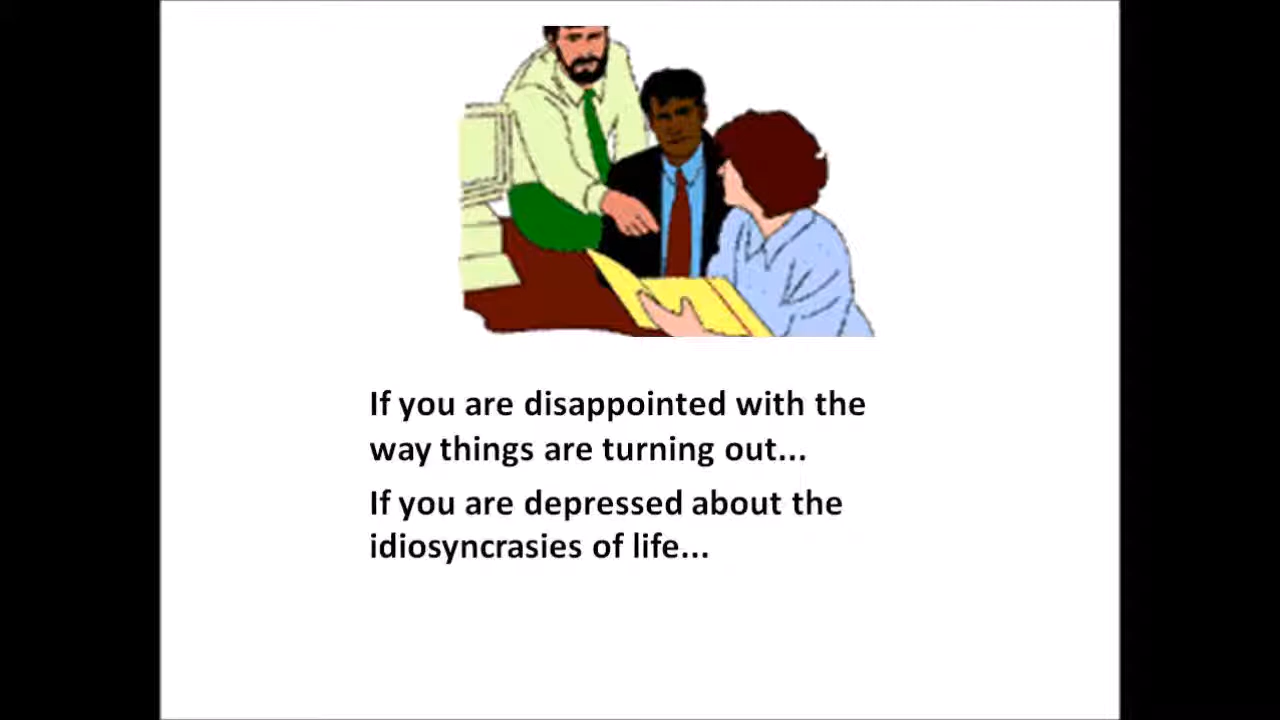 If you are disappointed with the
way things are turning out...
If you are depressed about the
idiosyncrasies of life...